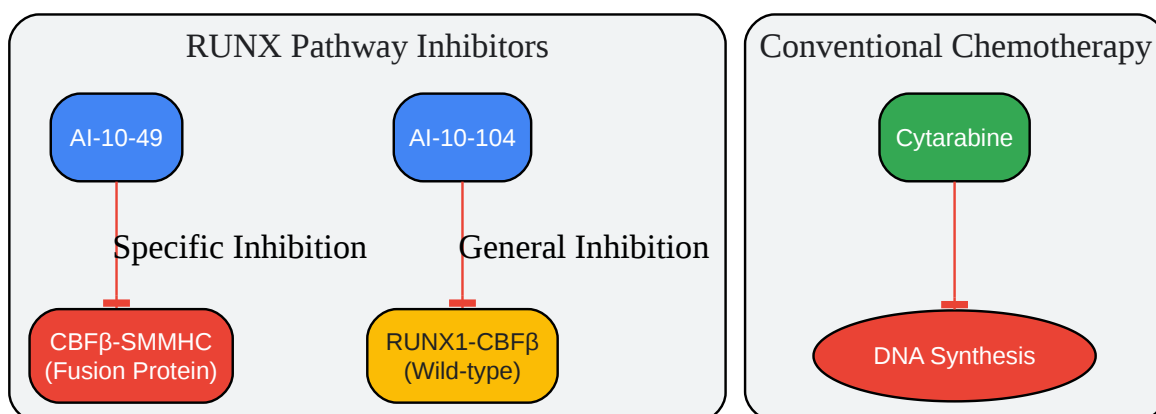 RUNX Pathway Inhibitors
Conventional Chemotherapy
AI-10-49
AI-10-104
Cytarabine
Specific Inhibition
General Inhibition
CBFβ-SMMHC
(Fusion Protein)
RUNX1-CBFβ
(Wild-type)
DNA Synthesis